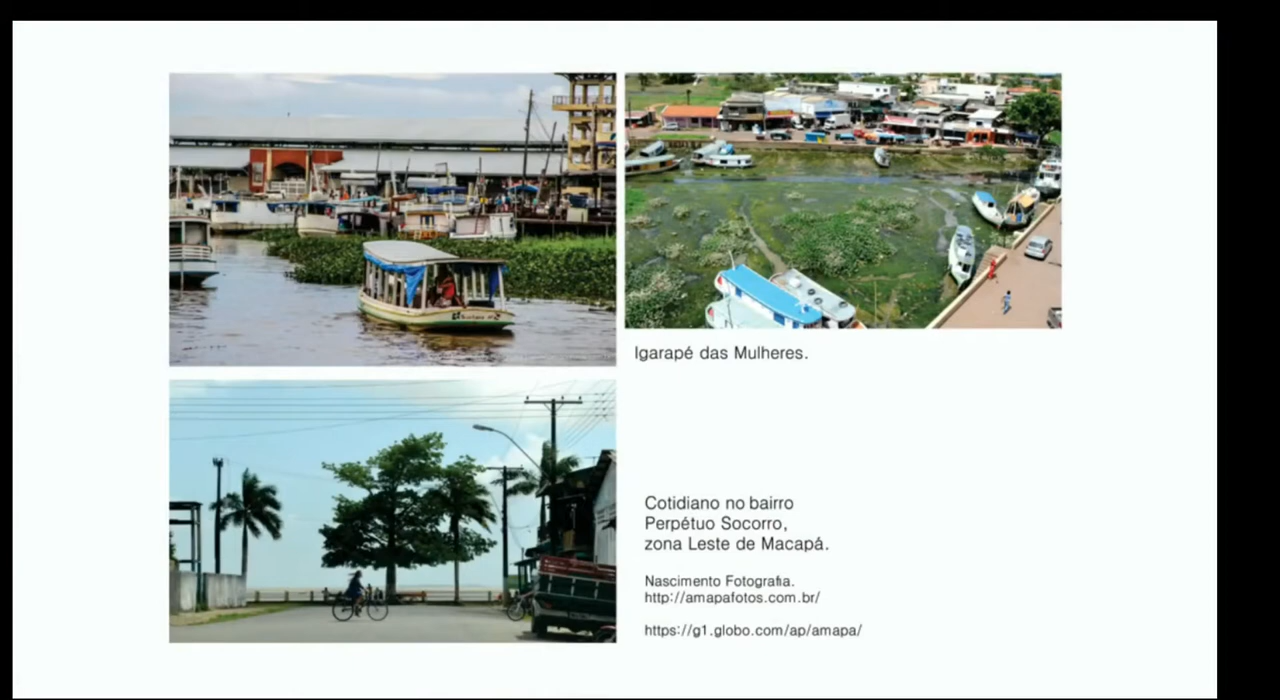 Igarapé das Mulheres.
Cotidiano no bairro
Perpétuo Socorro,
zona Leste de Macapá.
Nascimento Fotografia.
http://amapafotos.com.br/
https://g1.globo.com/ap/amapa/